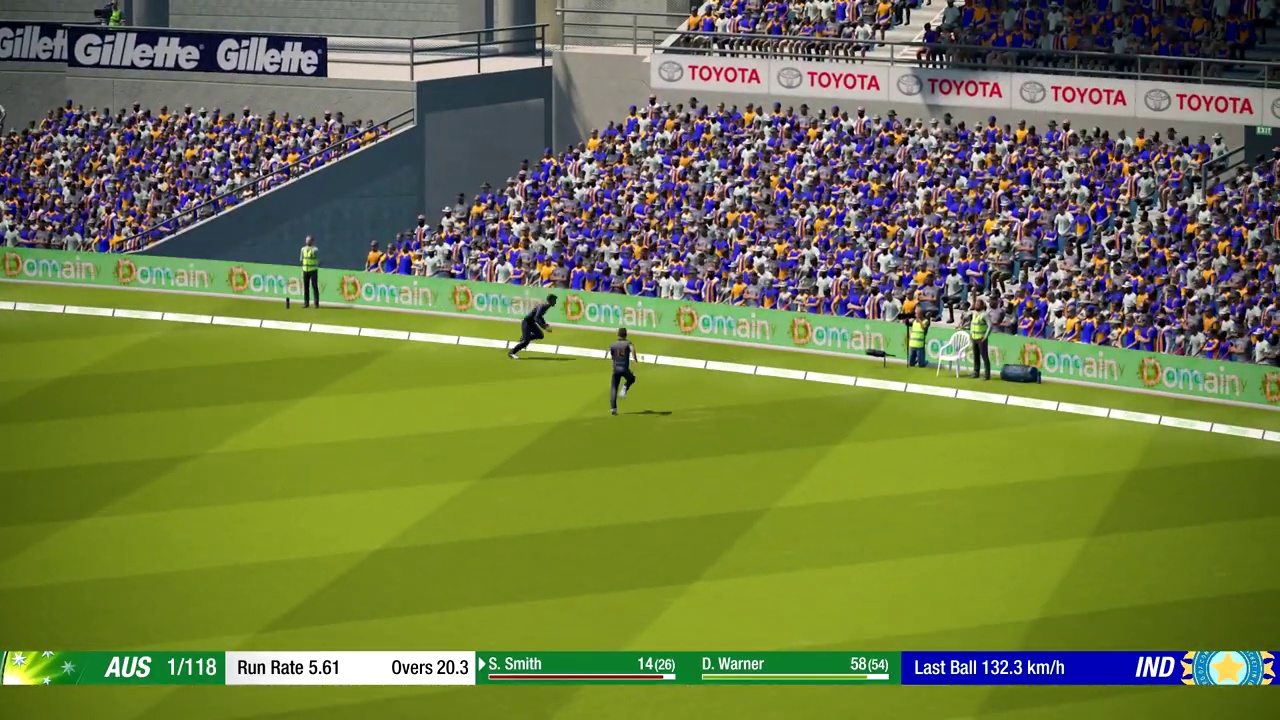 Gillet Gillette Gillette
TOYOTA TOYOTA TOYOTA TOYOTA TOYOTA
EXIT
Domain Domain Domain Domain Domain Domain Domain Domain Domain Domain Domain
AUS 1/118 Run Rate 5.61 Overs 20.3 S. Smith 14(26) D. Warner 58(54) Last Ball 132.3 km/h IND